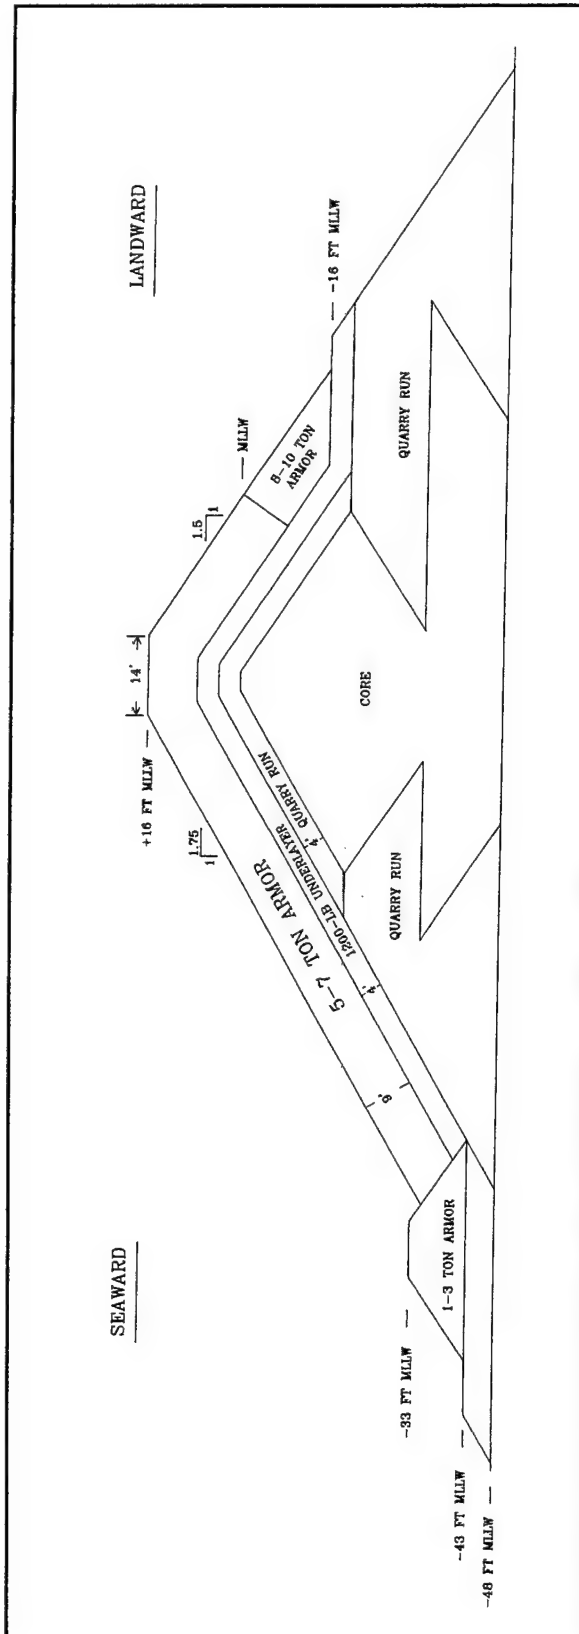 SEAWARD
LANDWARD
14'
+16 FT MLLW
1.75
1
1.5
1
MLLW
5-7 TON ARMOR
1200-LB UNDERLAYER
4' QUARRY RUN
8-10 TON
ARMOR
-16 FT MLLW
9'
4'
CORE
QUARRY RUN
QUARRY RUN
-33 FT MLLW
1-3 TON ARMOR
-43 FT MLLW
-48 FT MLLW